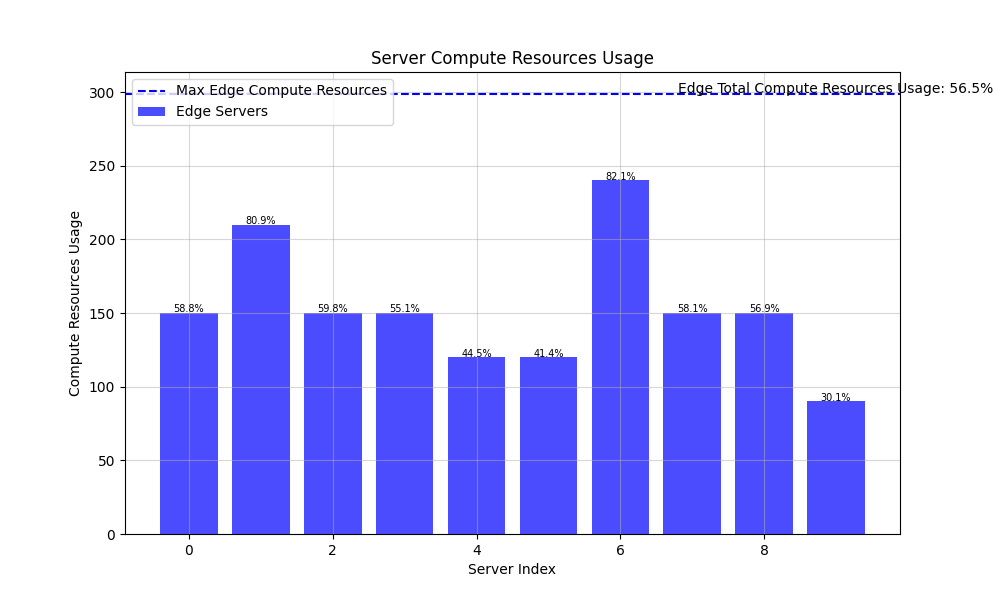 Server Compute Resources Usage
Max Edge Compute Resources
Edge Servers
Edge Total Compute Resources Usage: 56.5%
Compute Resources Usage
300
250
200
150
100
50
0
58.8%
80.9%
59.8%
55.1%
44.5%
41.4%
82.1%
58.1%
56.9%
30.1%
0 2 4 6 8
Server Index